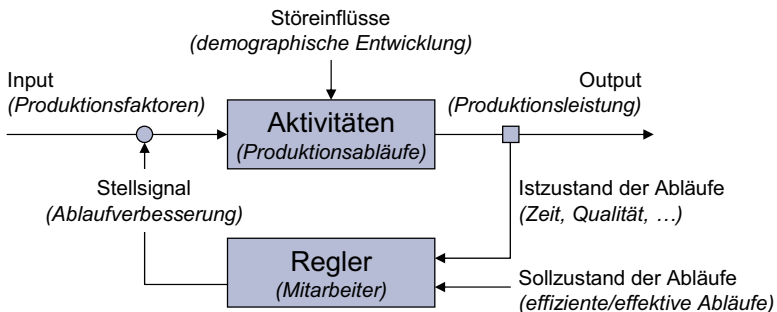 Störeinflüsse
(demographische Entwicklung)
Input
(Produktionsfaktoren)
Output
(Produktionsleistung)
Aktivitäten
(Produktionsabläufe)
Stellsignal
(Ablaufverbesserung)
Istzustand der Abläufe
(Zeit, Qualität, …)
Regler
(Mitarbeiter)
Sollzustand der Abläufe
(effiziente/effektive Abläufe)